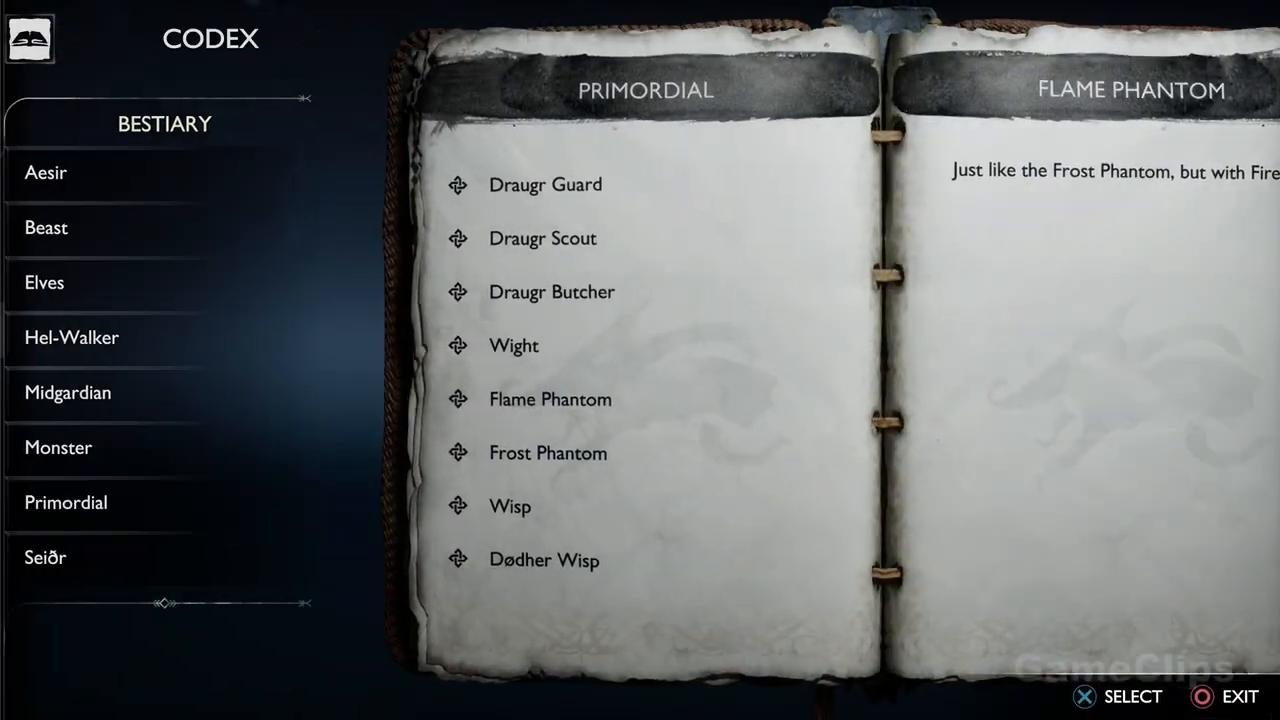 CODEX
BESTIARY
Aesir
Beast
Elves
Hel-Walker
Midgardian
Monster
Primordial
Seiðr
PRIMORDIAL
Draugr Guard
Draugr Scout
Draugr Butcher
Wight
Flame Phantom
Frost Phantom
Wisp
Dødher Wisp
FLAME PHANTOM
Just like the Frost Phantom, but with Fire
GameClips
SELECT
EXIT